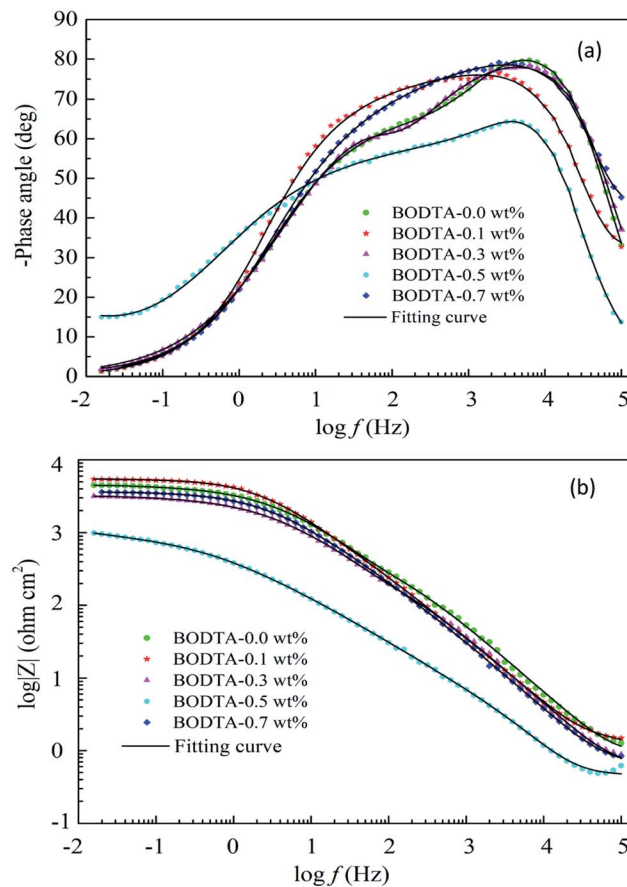 90
80
70
60
50
40
30
20
10
0
-Phase angle (deg)
(a)
BODTA-0.0 wt%
BODTA-0.1 wt%
BODTA-0.3 wt%
BODTA-0.5 wt%
BODTA-0.7 wt%
Fitting curve
-2 -1 0 1 2 3 4 5
log f (Hz)
4
3
2
1
0
-1
log|Z| (ohm cm²)
(b)
BODTA-0.0 wt%
BODTA-0.1 wt%
BODTA-0.3 wt%
BODTA-0.5 wt%
BODTA-0.7 wt%
Fitting curve
-2 -1 0 1 2 3 4 5
log f (Hz)